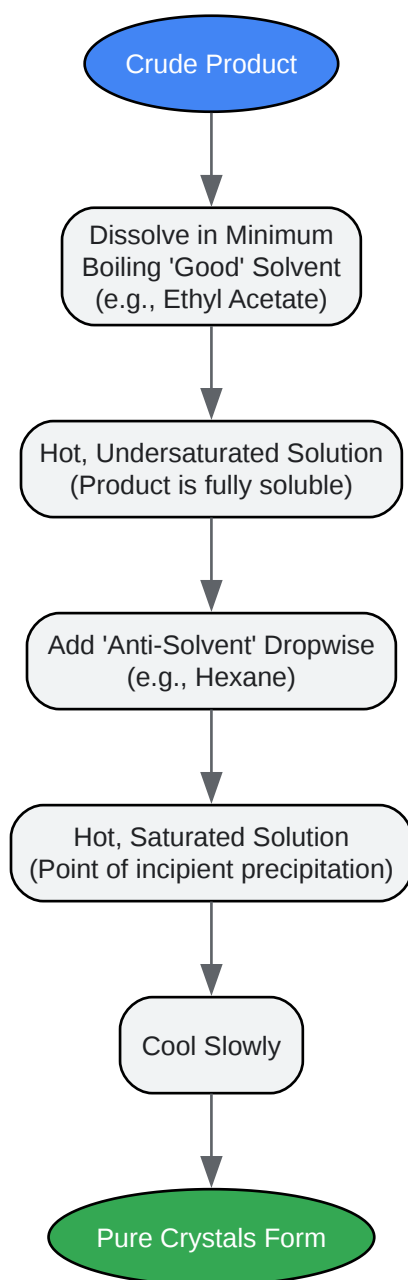 Crude Product
Dissolve in Minimum
Boiling 'Good' Solvent
(e.g., Ethyl Acetate)
Hot, Undersaturated Solution
(Product is fully soluble)
Add 'Anti-Solvent' Dropwise
(e.g., Hexane)
Hot, Saturated Solution
(Point of incipient precipitation)
Cool Slowly
Pure Crystals Form